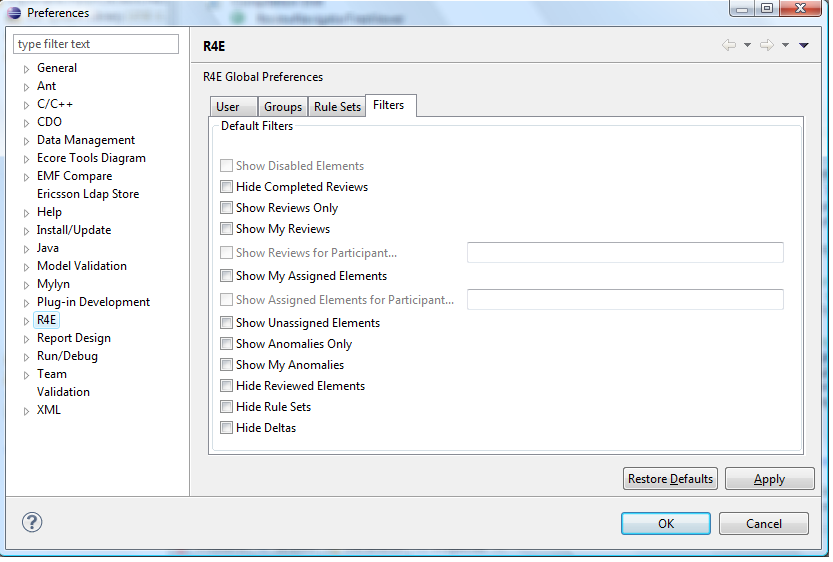 Preferences
type filter text
General
Ant
C/C++
CDO
Data Management
Ecore Tools Diagram
EMF Compare
Ericsson Ldap Store
Help
Install/Update
Java
Model Validation
Mylyn
Plug-in Development
R4E
Report Design
Run/Debug
Team
Validation
XML
R4E
R4E Global Preferences
User Groups Rule Sets Filters
Default Filters
Show Disabled Elements
Hide Completed Reviews
Show Reviews Only
Show My Reviews
Show Reviews for Participant...
Show My Assigned Elements
Show Assigned Elements for Participant...
Show Unassigned Elements
Show Anomalies Only
Show My Anomalies
Hide Reviewed Elements
Hide Rule Sets
Hide Deltas
Restore Defaults Apply
OK Cancel